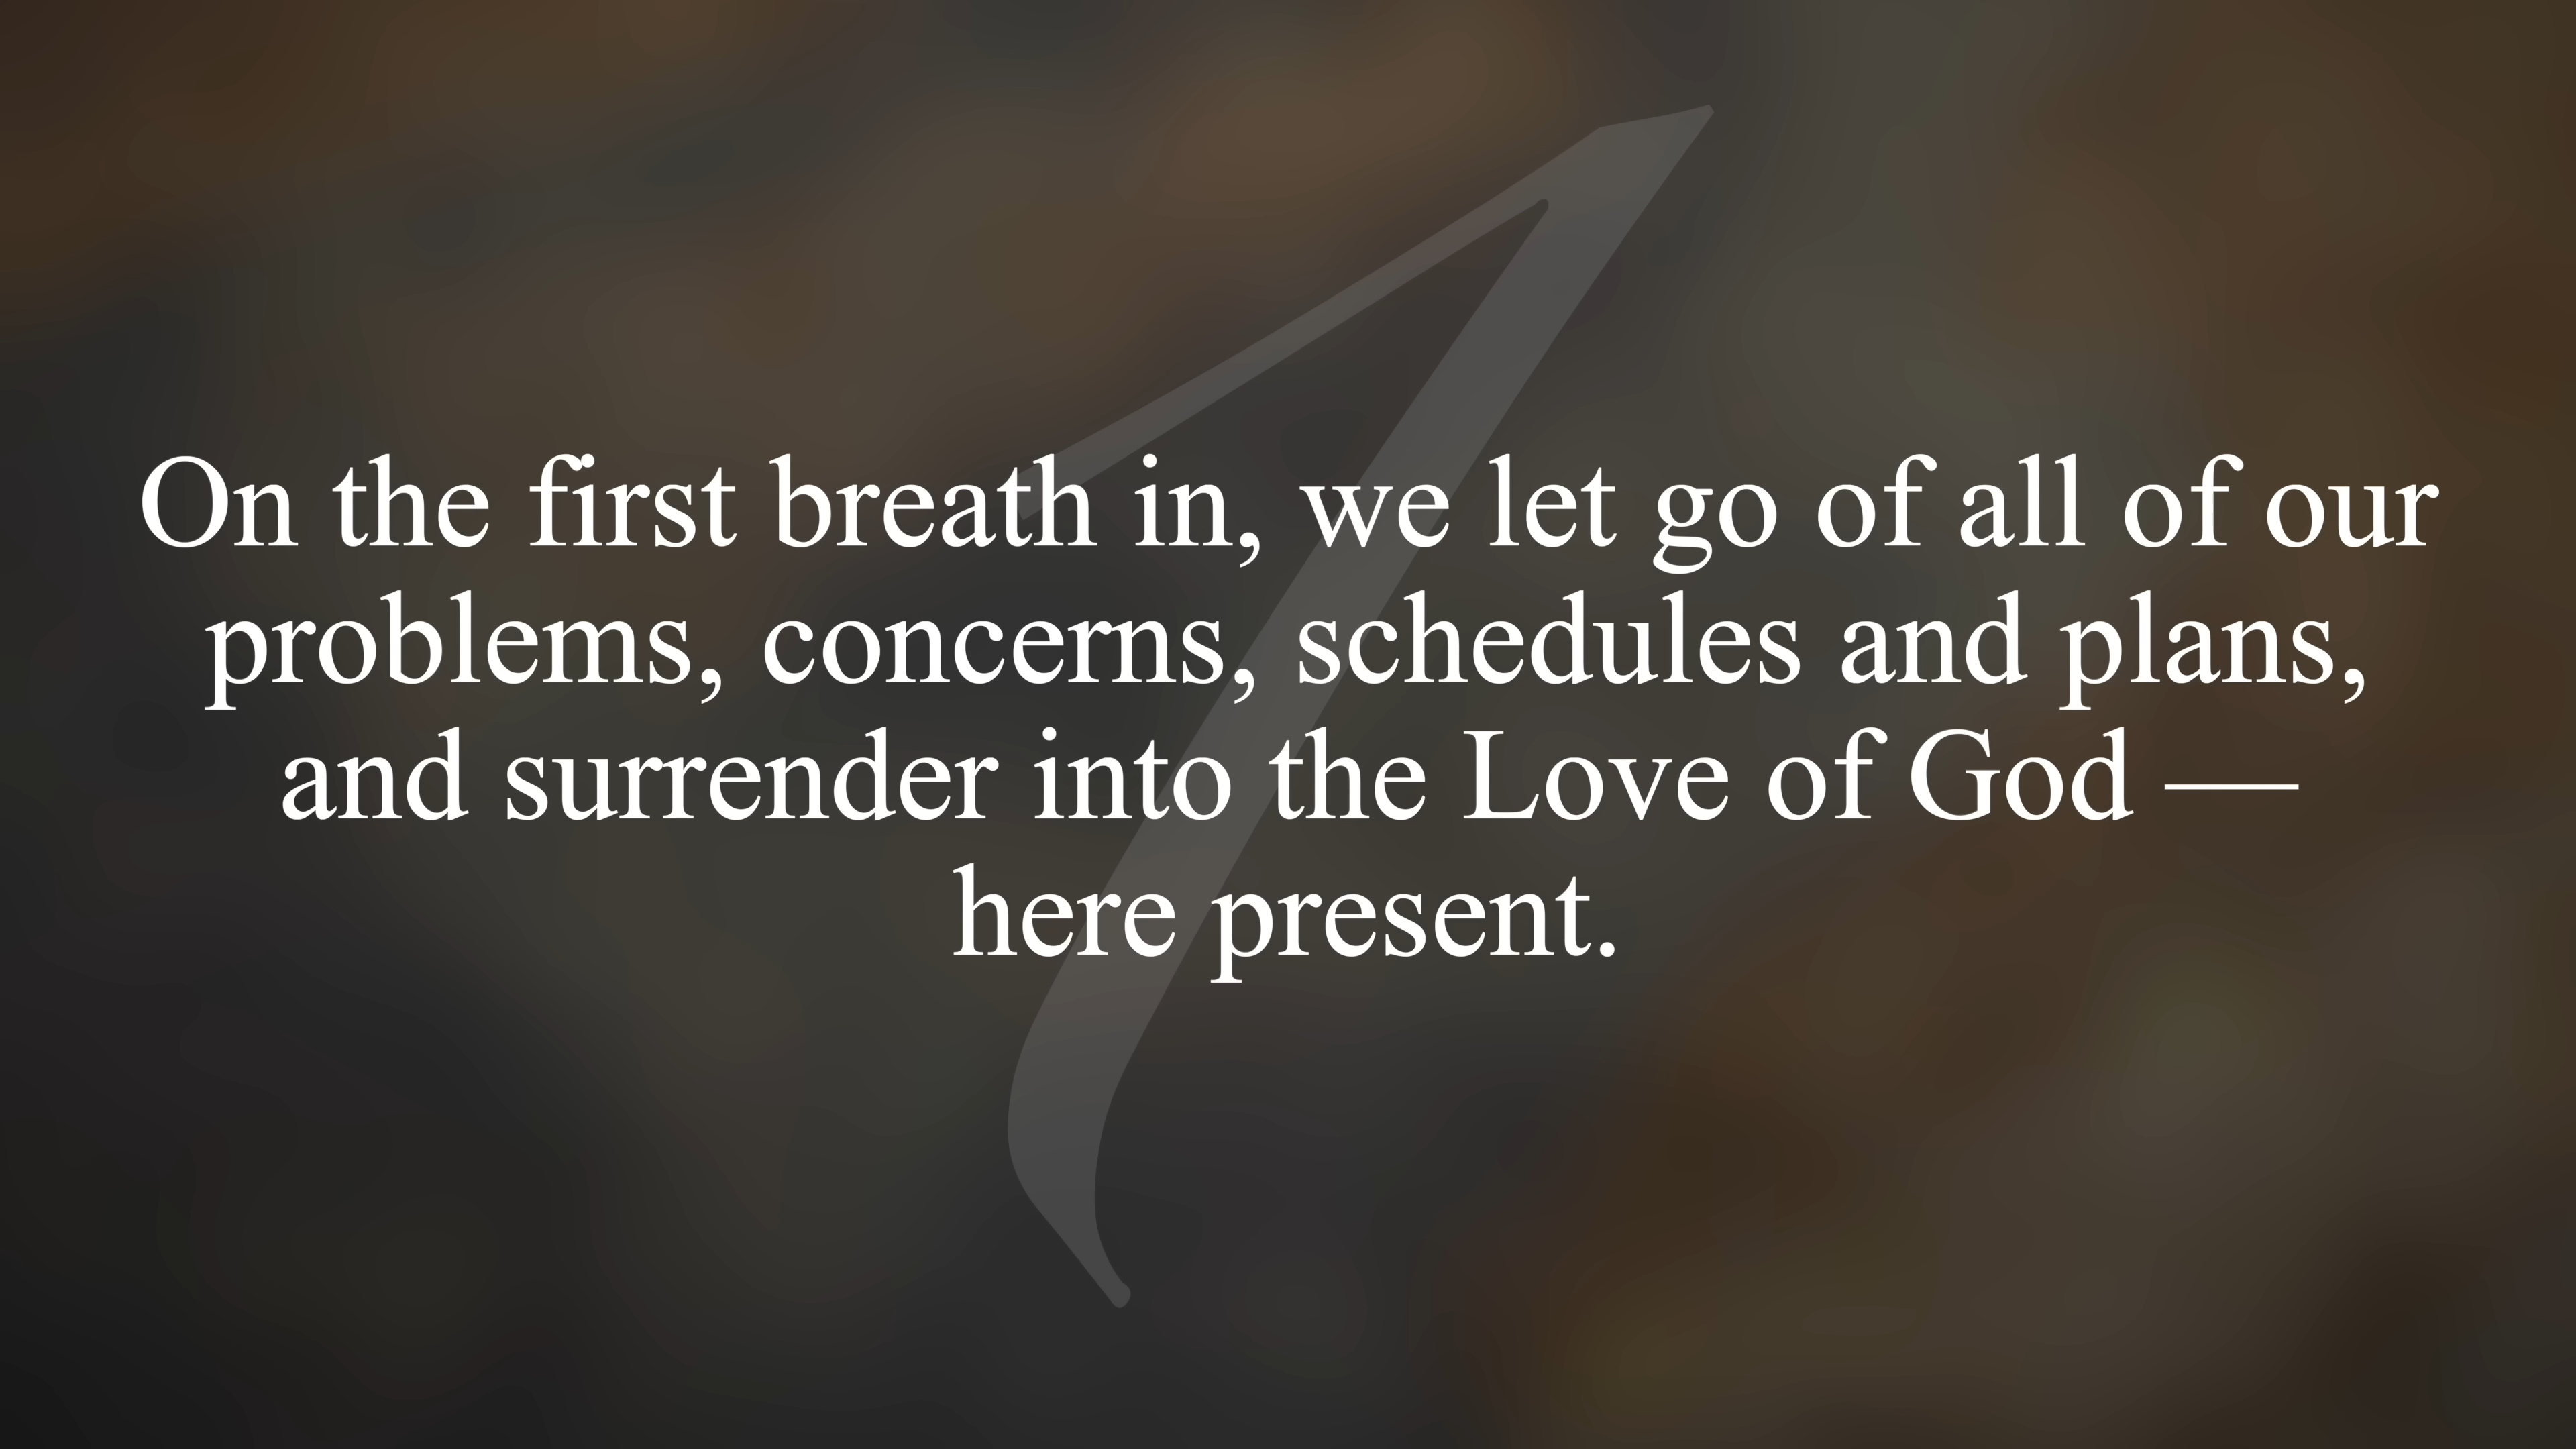 On the first breath in, we let go of all of our
problems, concerns, schedules and plans,
and surrender into the Love of God —
here present.
1